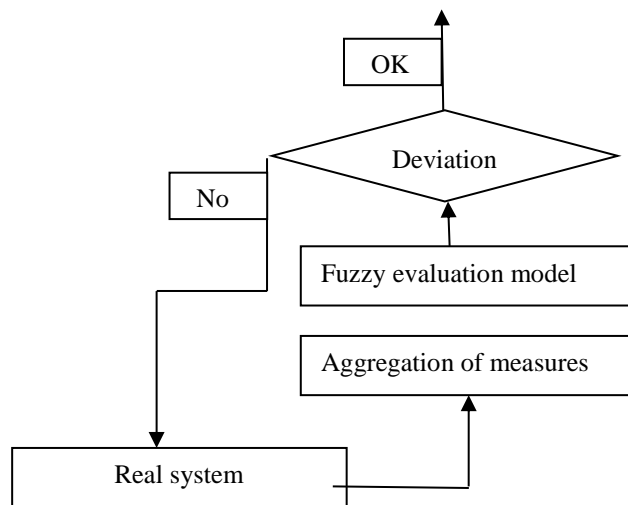 OK
Deviation
No
Fuzzy evaluation model
Aggregation of measures
Real system